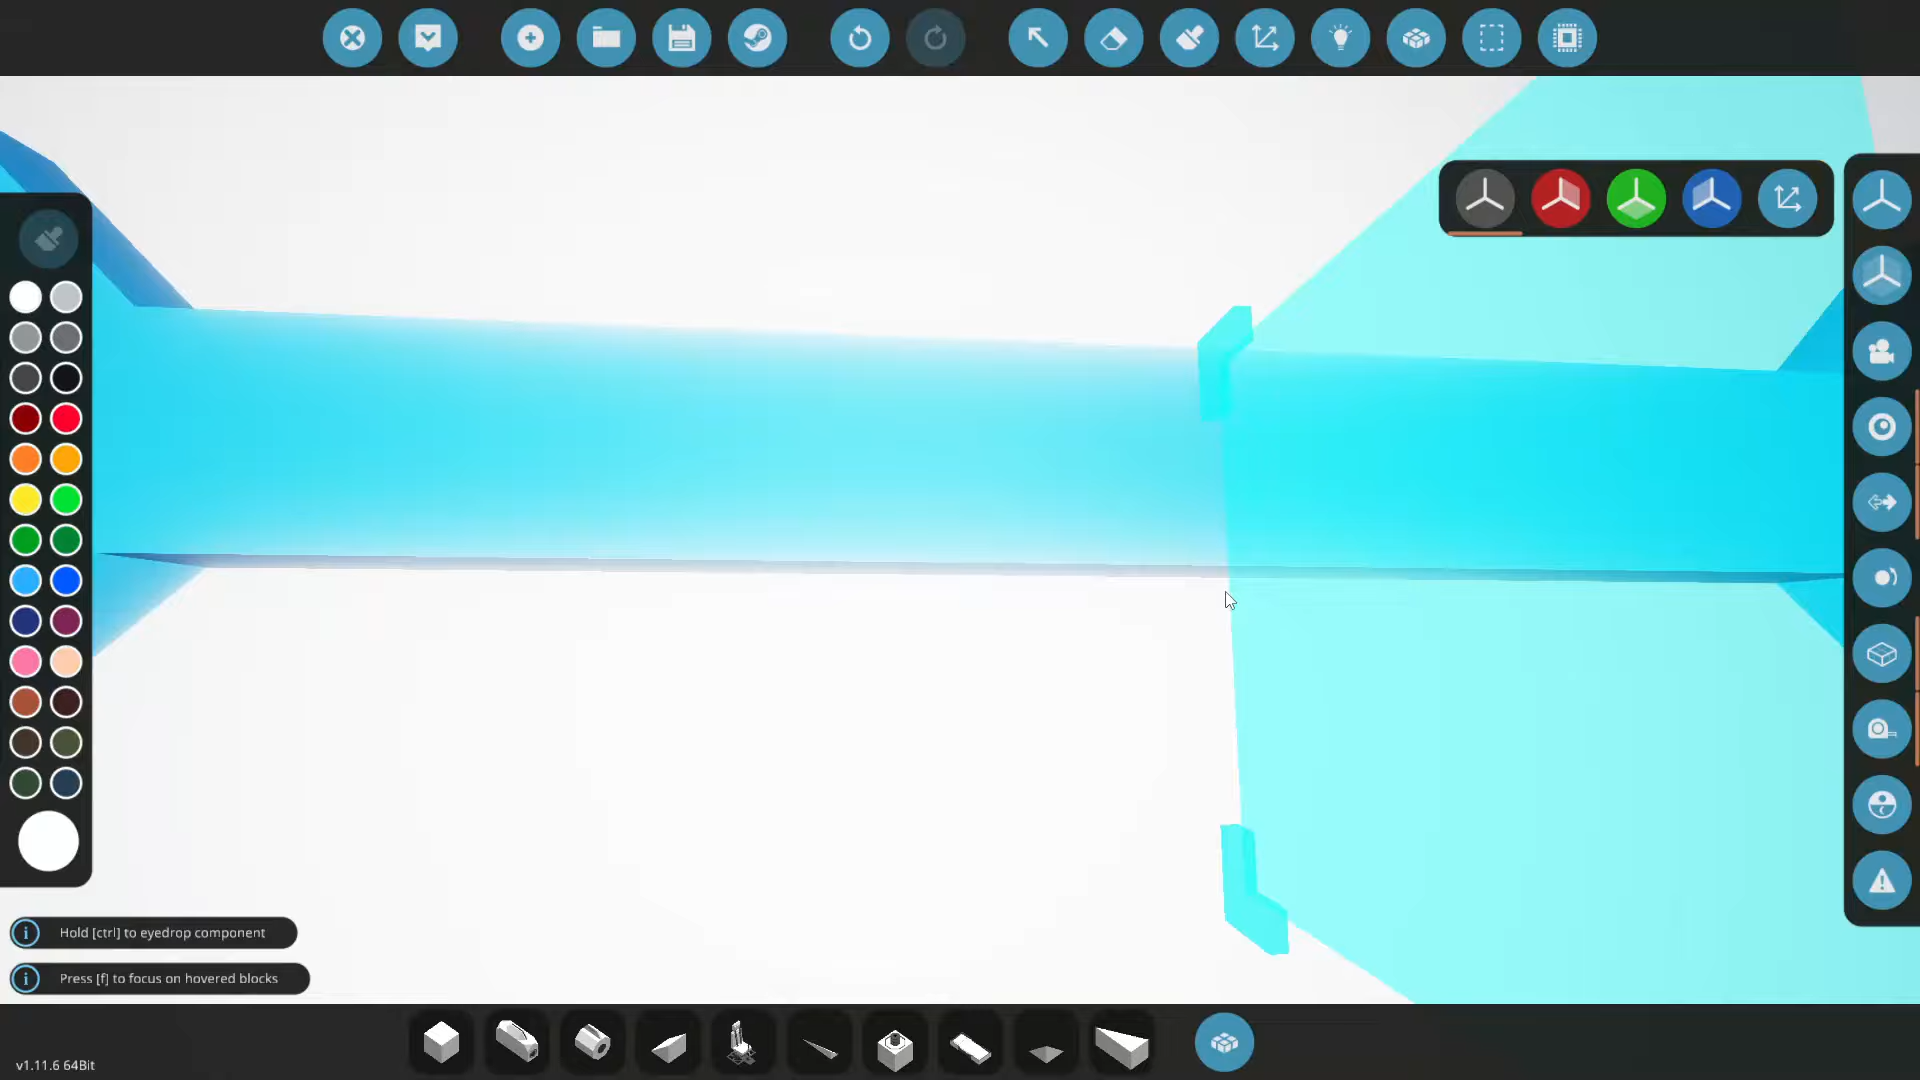 Hold [ctrl] to eyedrop component
Press [f] to focus on hovered blocks
v1.11.6 64Bit